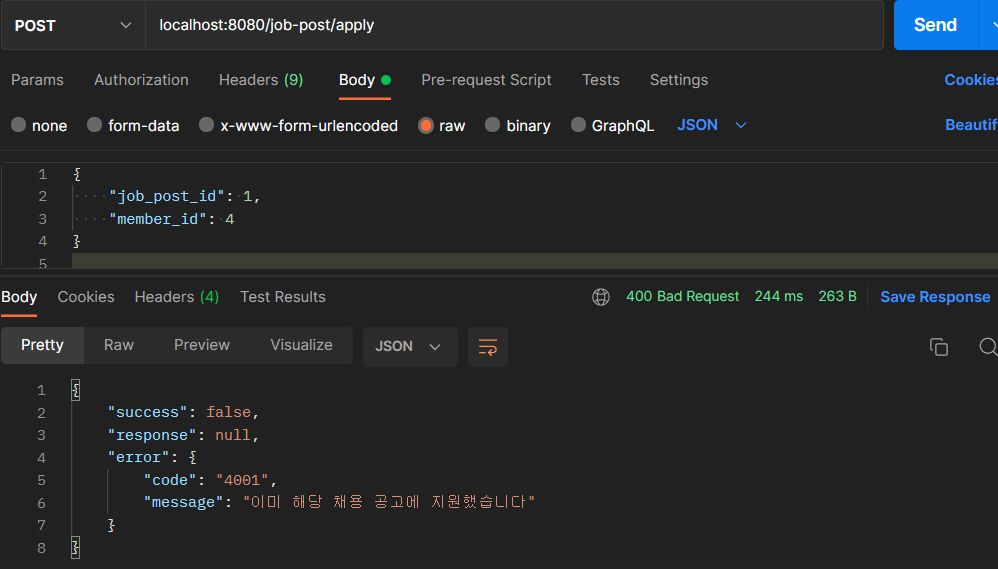 POST localhost:8080/job-post/apply Send
Params Authorization Headers (9) Body Pre-request Script Tests Settings Cookies
none form-data x-www-form-urlencoded raw binary GraphQL JSON Beautif
1 {
2 "job_post_id": 1,
3 "member_id": 4
4 }
5
Body Cookies Headers (4) Test Results 400 Bad Request 244 ms 263 B Save Response
Pretty Raw Preview Visualize JSON
1 {
2 "success": false,
3 "response": null,
4 "error": {
5 "code": "4001",
6 "message": "이미 해당 채용 공고에 지원했습니다"
7 }
8 }